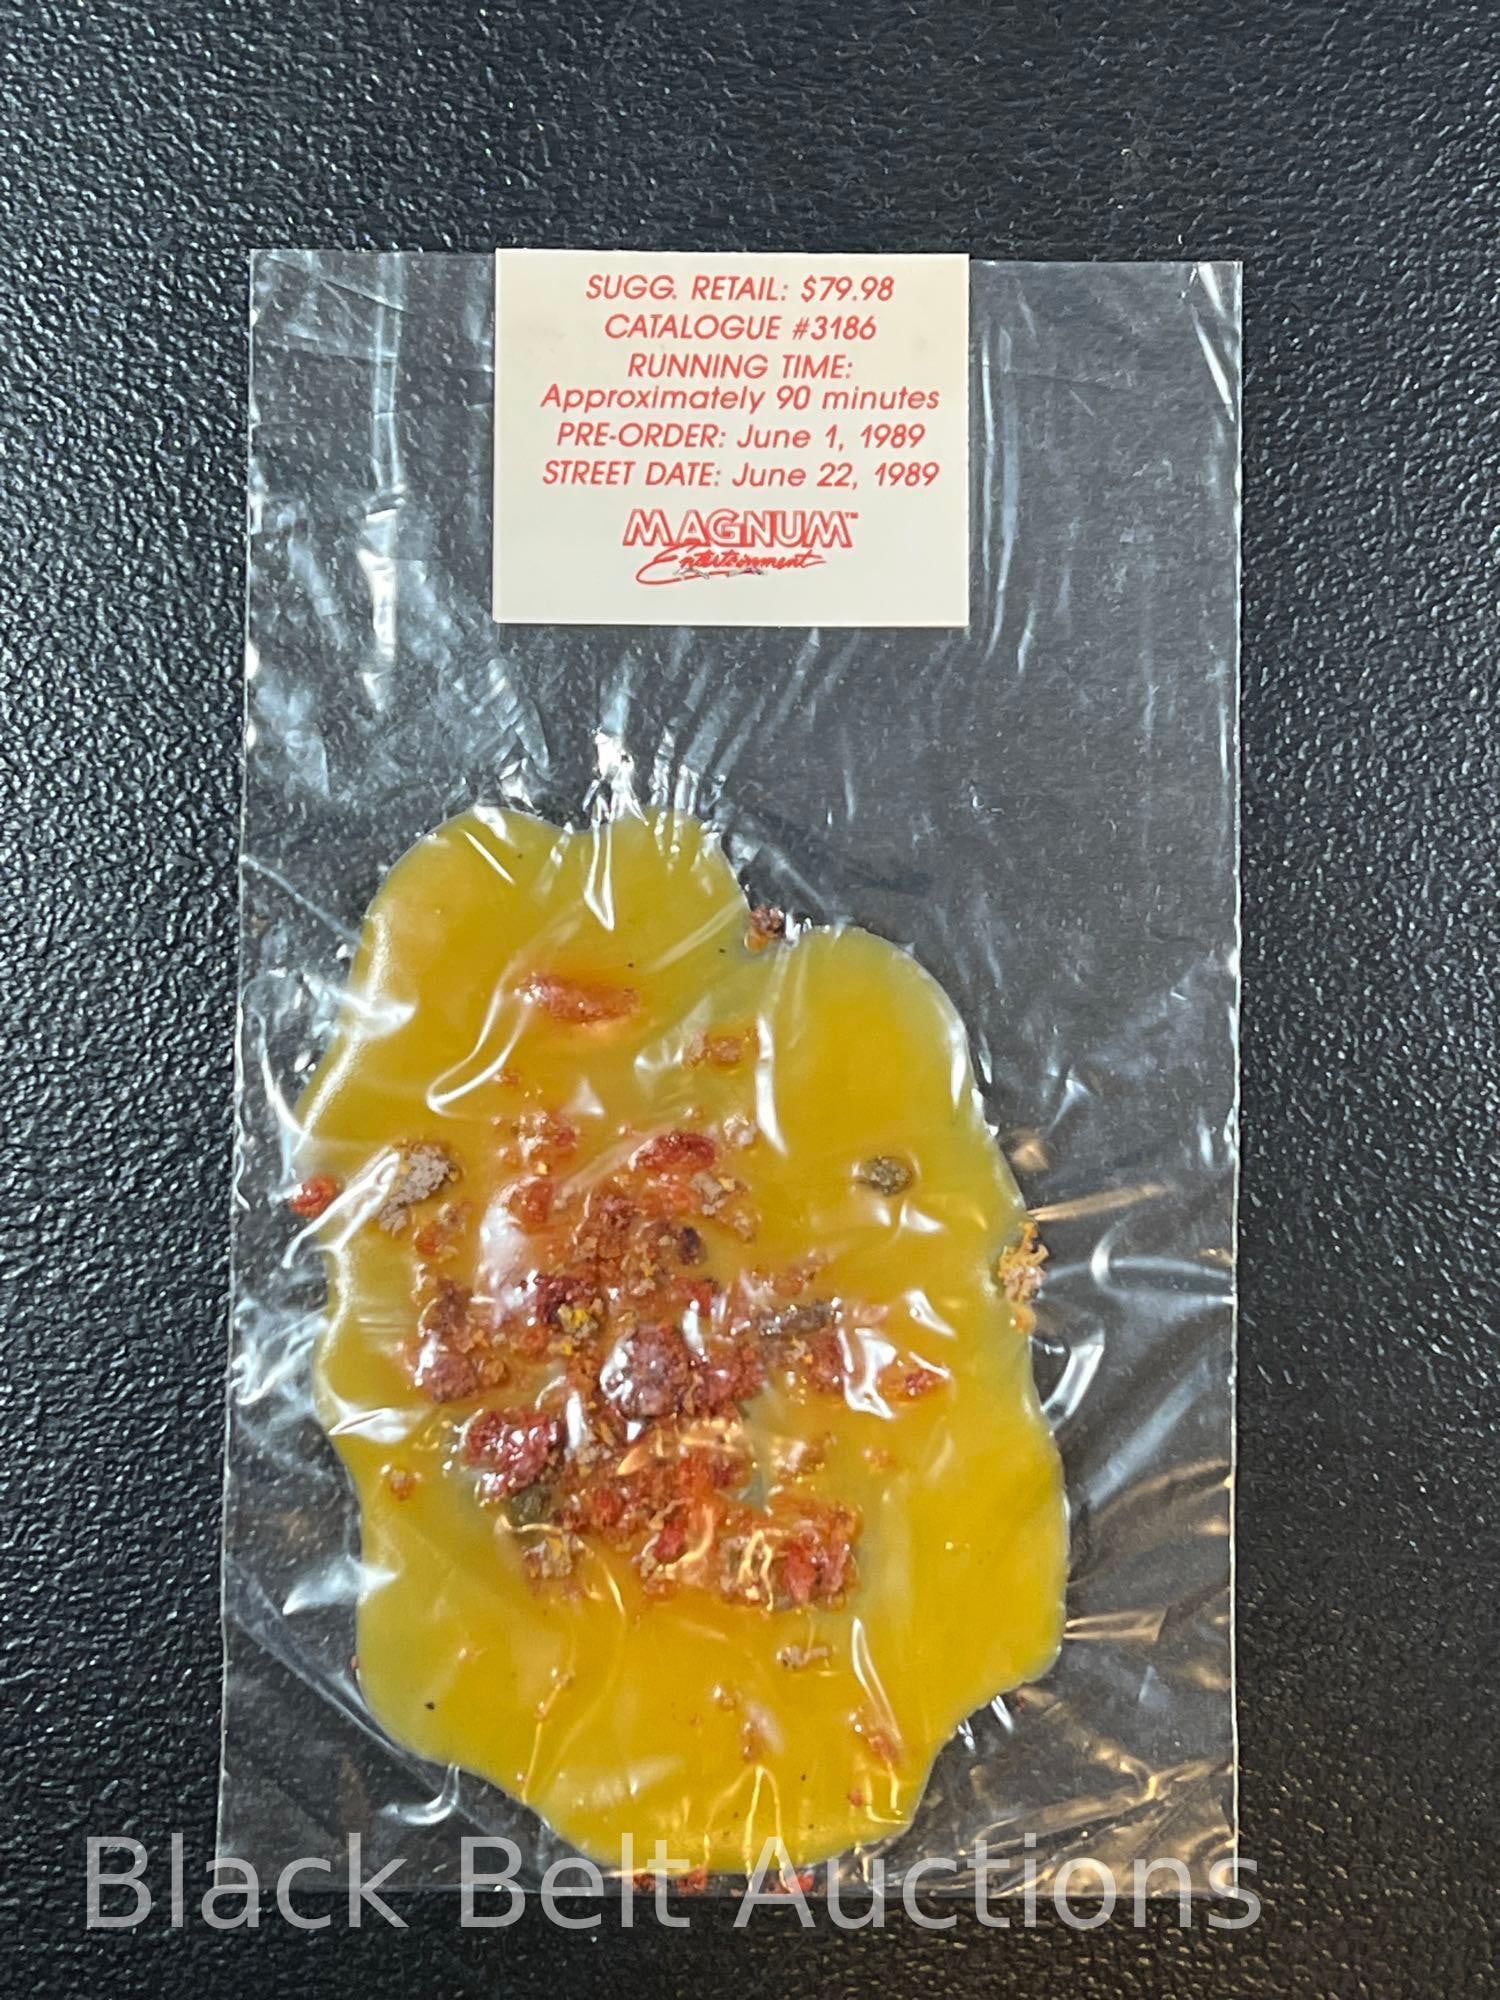 SUGG. RETAIL: $79.98
CATALOGUE #3186
RUNNING TIME:
Approximately 90 minutes
PRE-ORDER: June 1, 1989
STREET DATE: June 22, 1989
MAGNUM™
Entertainment
Black Belt Auctions